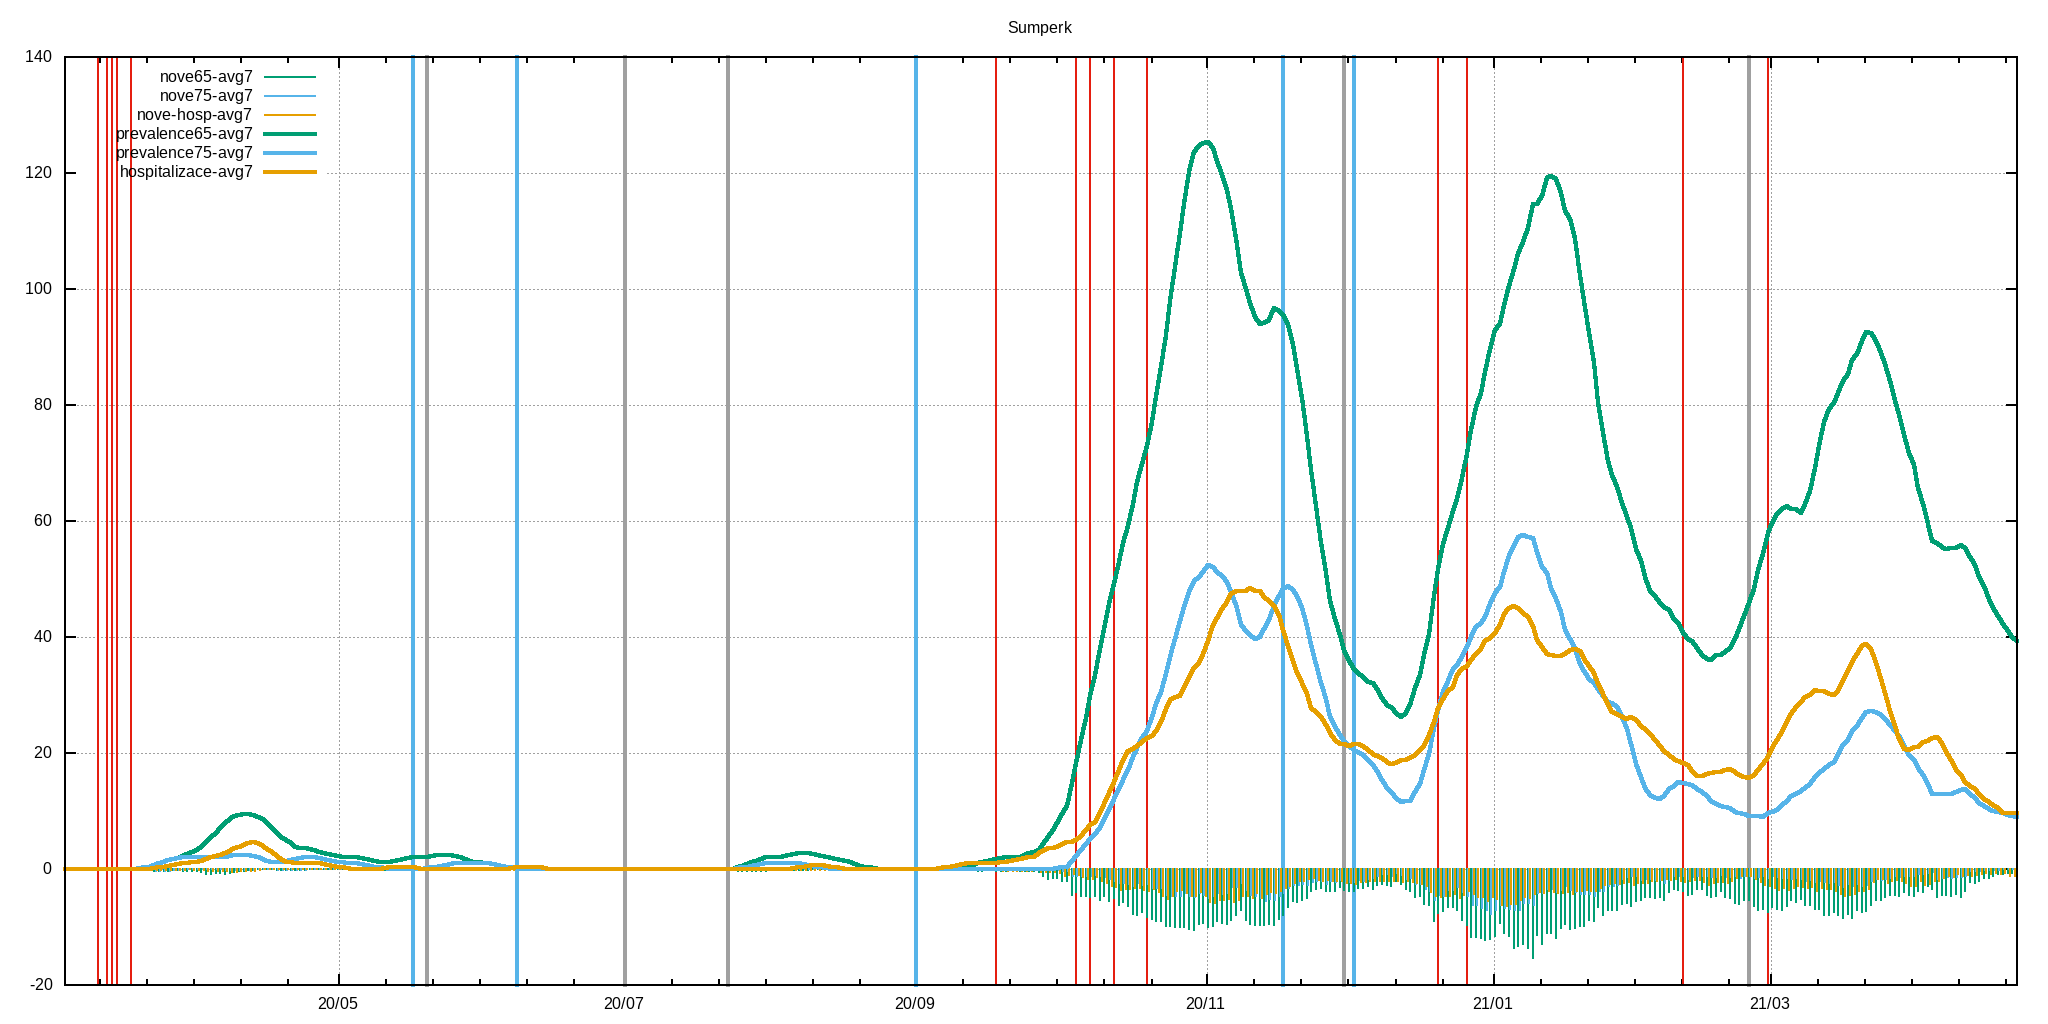 Sumperk
140
120
100
80
60
40
20
0
-20
nove65-avg7
nove75-avg7
nove-hosp-avg7
prevalence65-avg7
prevalence75-avg7
hospitalizace-avg7
20/05 20/07 20/09 20/11 21/01 21/03